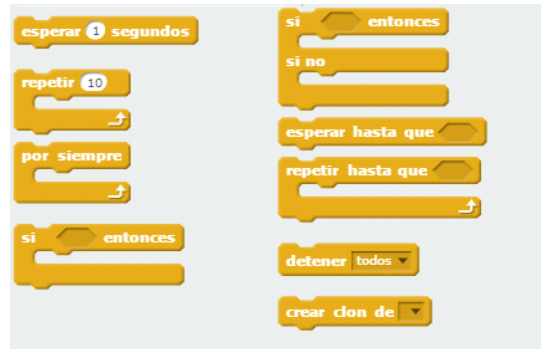 esperar 1 segundos
repetir 10
por siempre
si entonces
si entonces
si no
esperar hasta que
repetir hasta que
detener todos
crear clon de